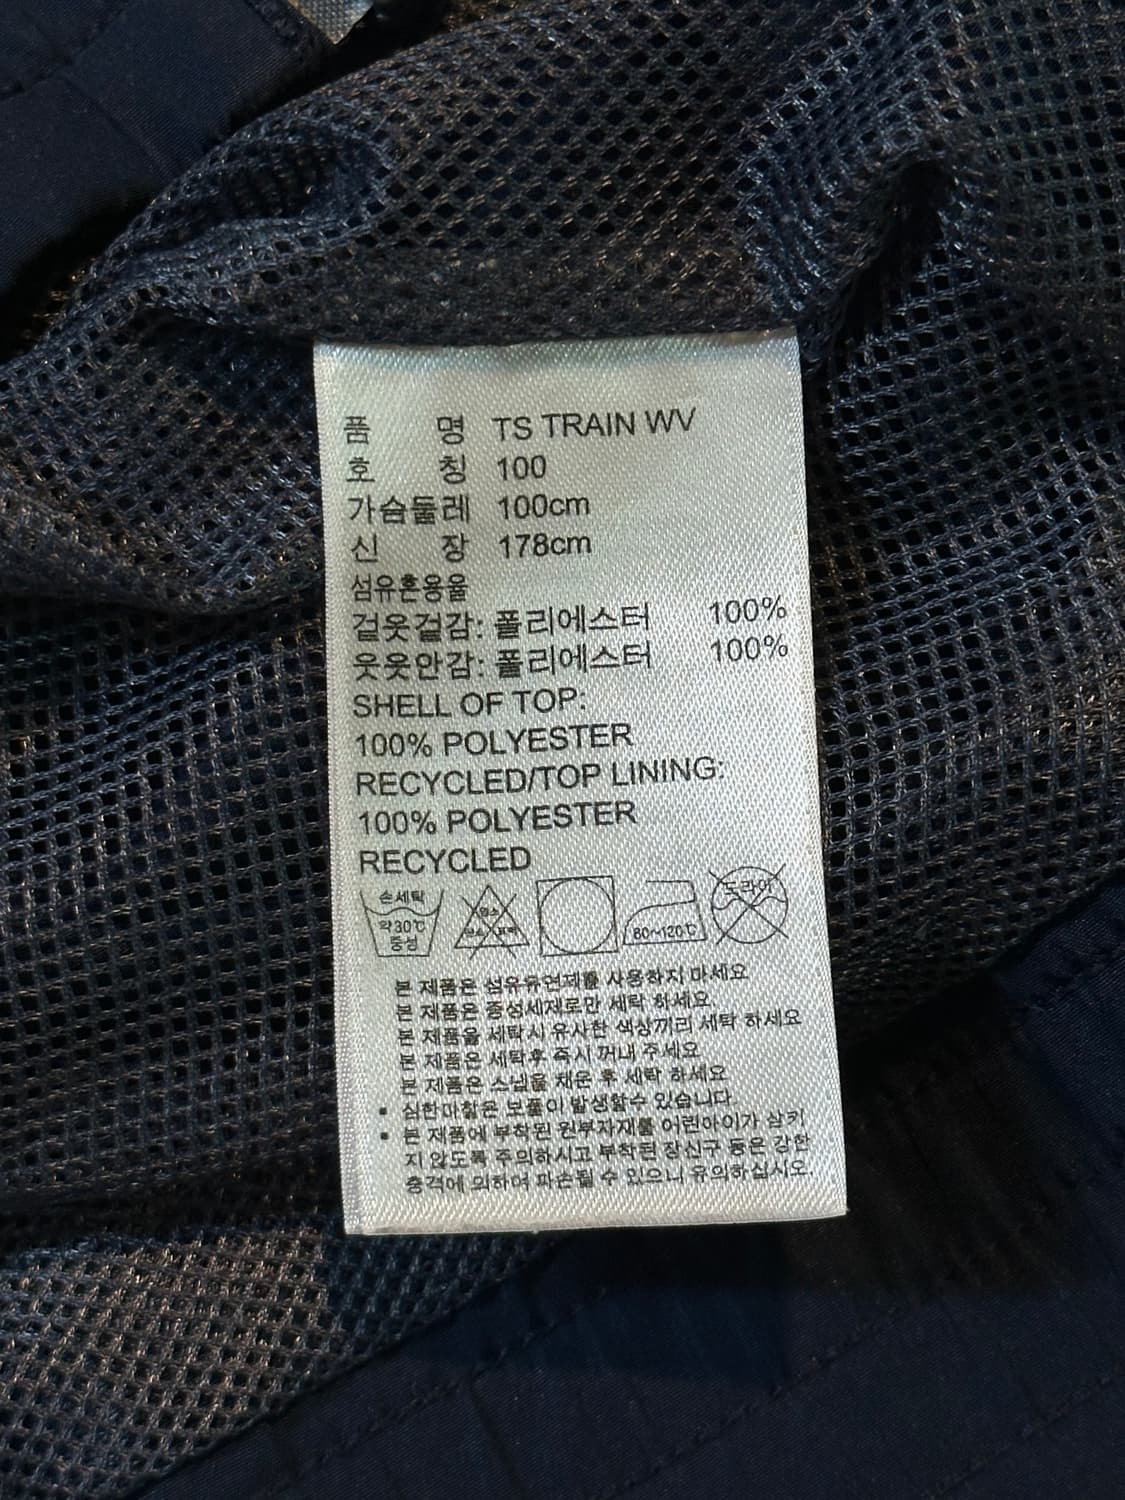 품 명 TS TRAIN WV
호 칭 100
가슴둘레 100cm
신 장 178cm
섬유혼용율
겉옷겉감: 폴리에스터 100%
웃옷안감: 폴리에스터 100%
SHELL OF TOP:
100% POLYESTER
RECYCLED/TOP LINING:
100% POLYESTER
RECYCLED
손세탁 약30℃ 중성
염소 산소 표백
80~120℃
드라이
본 제품은 섬유유연제를 사용하지 마세요
본 제품은 중성세제로만 세탁 하세요
본 제품을 세탁시 유사한 색상끼리 세탁 하세요
본 제품은 세탁후 즉시 꺼내 주세요
본 제품은 스냅을 채운 후 세탁 하세요
▪ 심한마찰은 보풀이 발생할수 있습니다.
▪ 본 제품에 부착된 원부자재를 어린아이가 삼키
지 않도록 주의하시고 부착된 장신구 등은 강한
충격에 의하여 파손될 수 있으니 유의하십시오.